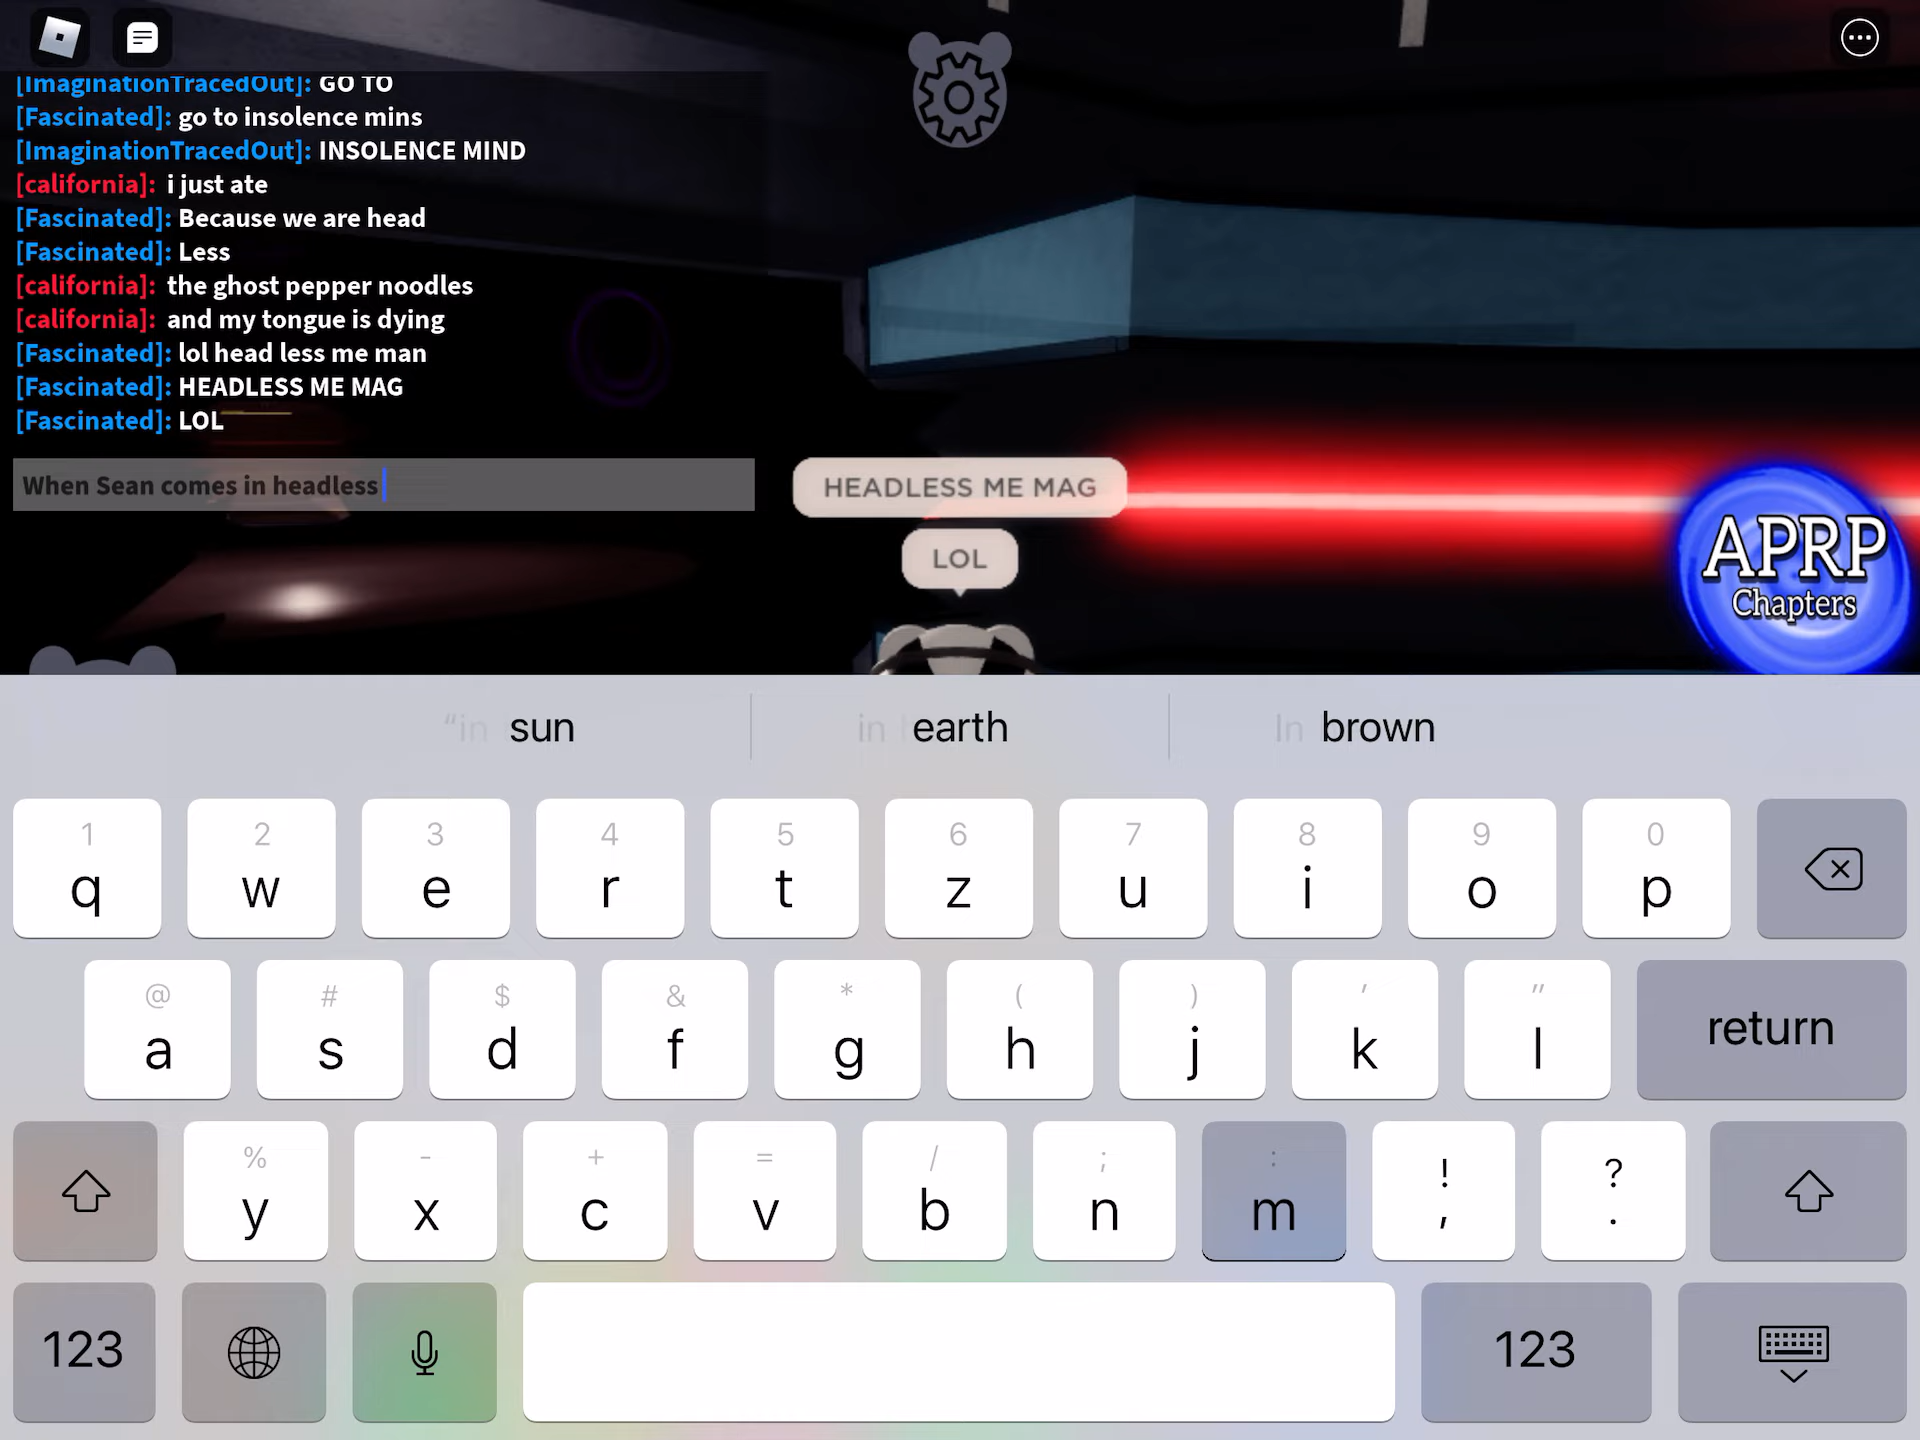 [ImaginationTracedOut]: GO TO
[Fascinated]: go to insolence mins
[ImaginationTracedOut]: INSOLENCE MIND
[california]: i just ate
[Fascinated]: Because we are head
[Fascinated]: Less
[california]: the ghost pepper noodles
[california]: and my tongue is dying
[Fascinated]: lol head less me man
[Fascinated]: HEADLESS ME MAG
[Fascinated]: LOL
When Sean comes in headless
HEADLESS ME MAG
LOL
APRP
Chapters
“in sun in earth In brown
1 2 3 4 5 6 7 8 9 0
q w e r t z u i o p
@ # $ & * ( ) ' "
a s d f g h j k l return
% - + = / ; : ! ?
y x c v b n m , .
123 123